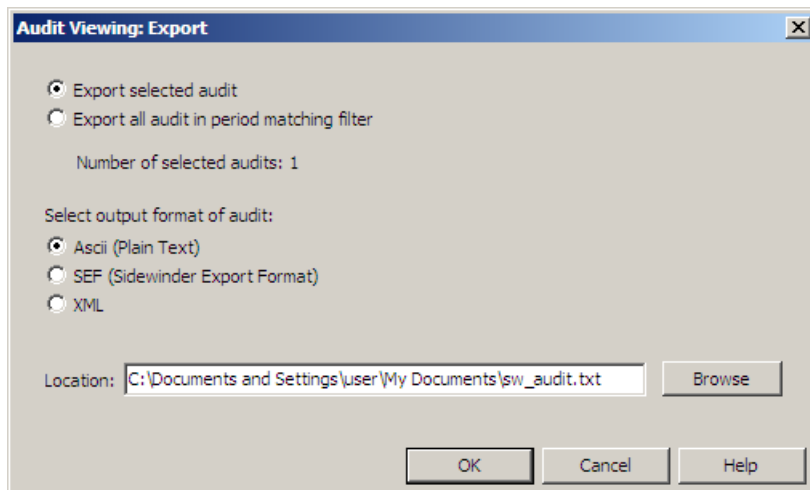 Audit Viewing: Export
Export selected audit
Export all audit in period matching filter
Number of selected audits: 1
Select output format of audit:
Ascii (Plain Text)
SEF (Sidewinder Export Format)
XML
Location: C:\Documents and Settings\user\My Documents\sw_audit.txt Browse
OK Cancel Help